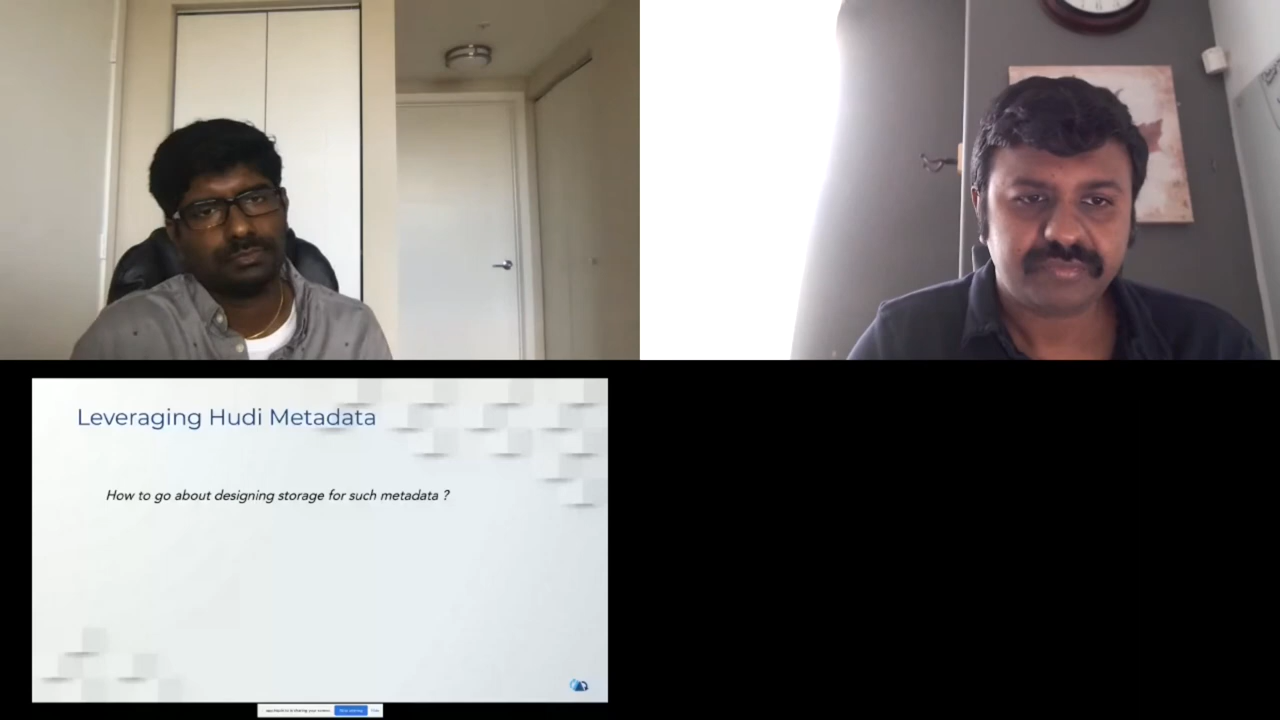 Leveraging Hudi Metadata
How to go about designing storage for such metadata ?